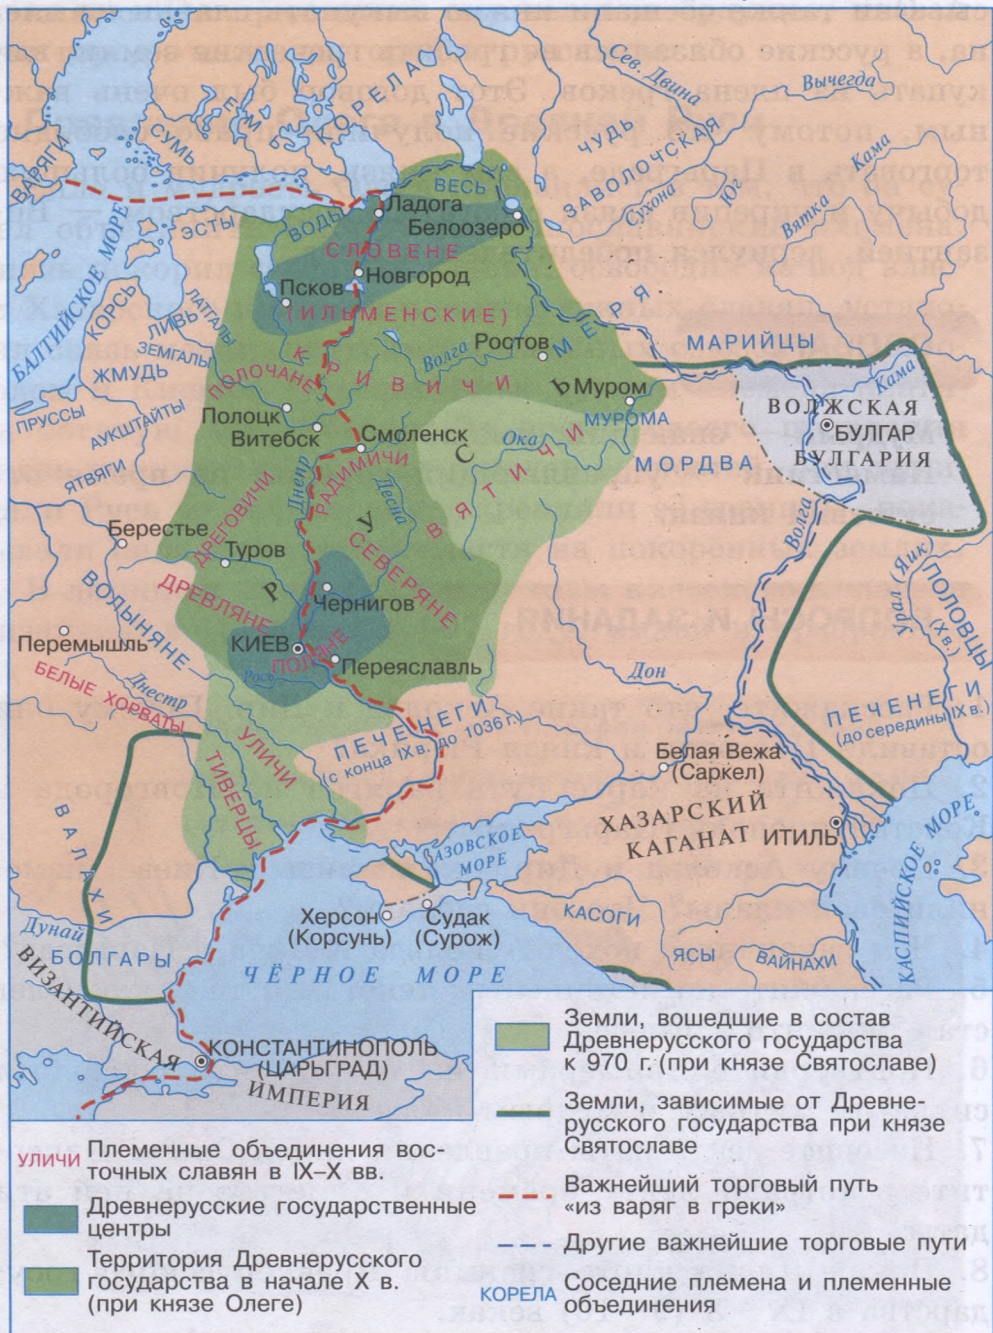 ВАРЯГИ
СУМЬ
ЕМЬ
КОРЕЛА
Сев. Двина
Вычегда
ЧУДЬ
ЗАВОЛОЧСКАЯ
Сухона
Юг
Кама
Вятка
БАЛТИЙСКОЕ МОРЕ
ЭСТЫ
ВОДЬ
ВЕСЬ
Ладога
Белоозеро
СЛОВЕНЕ
Новгород
Псков
(ИЛЬМЕНСКИЕ)
КОРСЬ
ЛИВЬ
ЛАТГАЛЫ
ЗЕМГАЛЫ
ЖМУДЬ
ПРУССЫ
АУКШТАЙТЫ
ЯТВЯГИ
ПОЛОЧАНЕ
КРИВИЧИ
Волга
Ростов
МЕРЯ
МАРИЙЦЫ
Кама
Муром
МУРОМА
МОРДВА
ВОЛЖСКАЯ
БУЛГАР
БУЛГАРИЯ
Полоцк
Витебск
Смоленск
Ока
ВЯТИЧИ
РУСЬ
Днепр
РАДИМИЧИ
Десна
ДРЕГОВИЧИ
СЕВЕРЯНЕ
Волга
Берестье
Туров
ДРЕВЛЯНЕ
Чернигов
КИЕВ
ПОЛЯНЕ
Рось
Переяславль
ВОЛЫНЯНЕ
Перемышль
БЕЛЫЕ ХОРВАТЫ
Днестр
УЛИЧИ
ТИВЕРЦЫ
ПЕЧЕНЕГИ
(с конца IX в. до 1036 г.)
Дон
Урал (Яик)
ПОЛОВЦЫ
(X в.)
ПЕЧЕНЕГИ
(до середины IX в.)
Белая Вежа
(Саркел)
ХАЗАРСКИЙ
КАГАНАТ
ИТИЛЬ
КАСПИЙСКОЕ МОРЕ
АЗОВСКОЕ
МОРЕ
ВАЛАХИ
Херсон
(Корсунь)
Судак
(Сурож)
КАСОГИ
ЯСЫ
ВАЙНАХИ
Дунай
БОЛГАРЫ
ЧЁРНОЕ МОРЕ
ВИЗАНТИЙСКАЯ
ИМПЕРИЯ
КОНСТАНТИНОПОЛЬ
(ЦАРЬГРАД)
УЛИЧИ Племенные объединения вос-
точных славян в IX–X вв.
Древнерусские государственные
центры
Территория Древнерусского
государства в начале X в.
(при князе Олеге)
Земли, вошедшие в состав
Древнерусского государства
к 970 г. (при князе Святославе)
Земли, зависимые от Древне-
русского государства при князе
Святославе
Важнейший торговый путь
«из варяг в греки»
Другие важнейшие торговые пути
КОРЕЛА Соседние племена и племенные
объединения